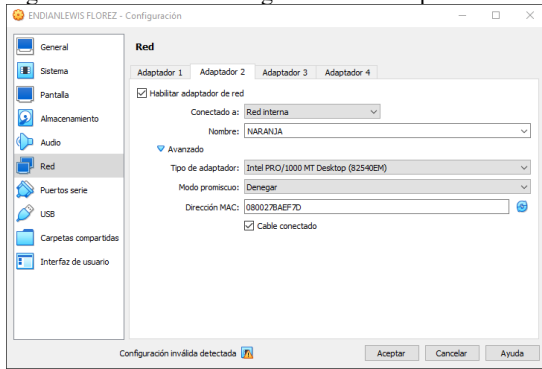 ENDIANLEWIS FLOREZ - Configuración
General
Sistema
Pantalla
Almacenamiento
Audio
Red
Puertos serie
USB
Carpetas compartidas
Interfaz de usuario
Red
Adaptador 1 Adaptador 2 Adaptador 3 Adaptador 4
Habilitar adaptador de red
Conectado a: Red interna
Nombre: NARANJA
Avanzado
Tipo de adaptador: Intel PRO/1000 MT Desktop (82540EM)
Modo promiscuo: Denegar
Dirección MAC: 080027BAEF7D
Cable conectado
Configuración inválida detectada Aceptar Cancelar Ayuda